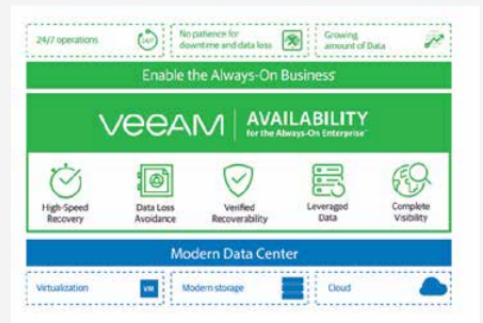 24/7 operations
24/7
No patience for
downtime and data loss
Growing
amount of Data
Enable the Always-On Business
VeeAM
AVAILABILITY
for the Always-On Enterprise™
High-Speed
Recovery
Data Loss
Avoidance
Verified
Recoverability
Leveraged
Data
Complete
Visibility
Modern Data Center
Virtualization
VM
Modern storage
Cloud